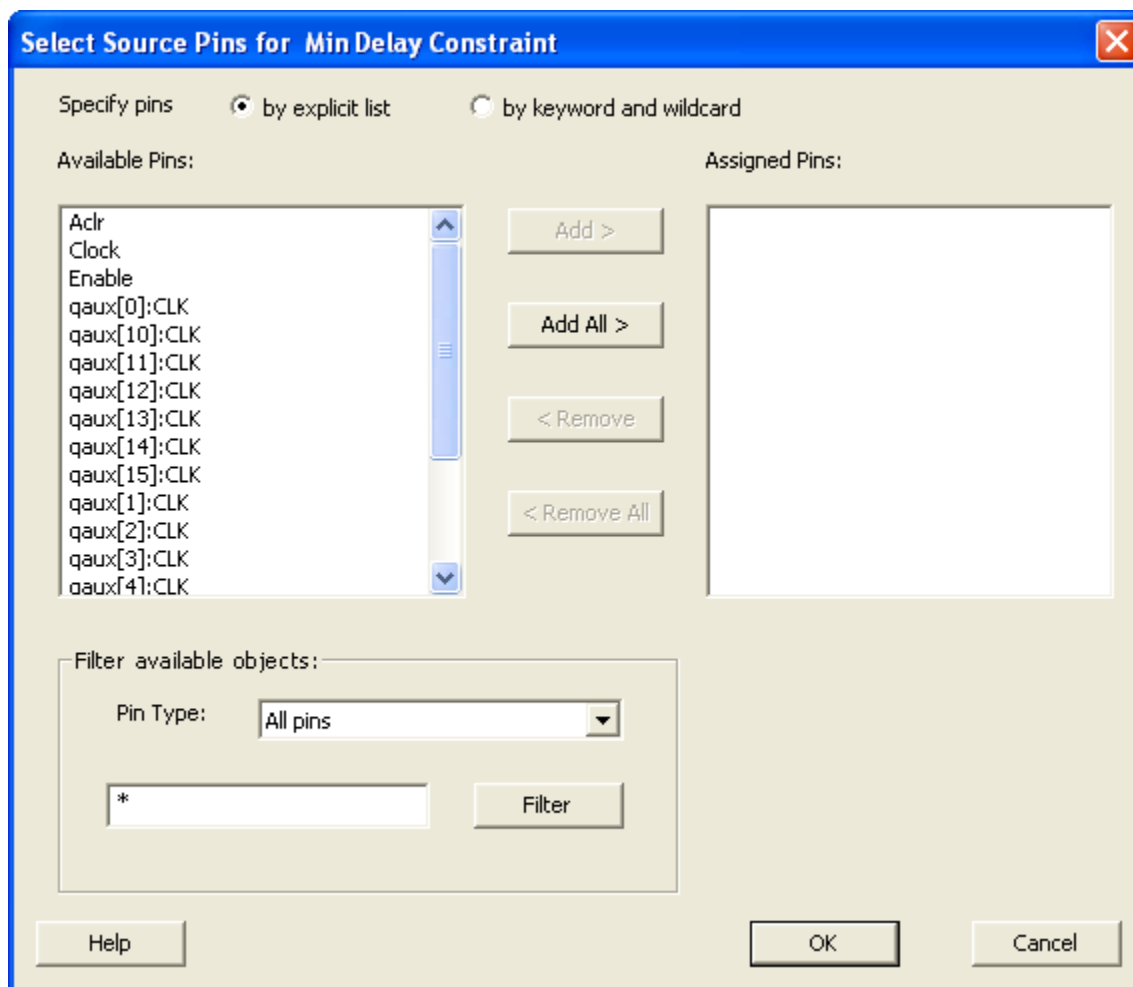 Select Source Pins for Min Delay Constraint
Specify pins by explicit list by keyword and wildcard
Available Pins: Assigned Pins:
Aclr
Clock
Enable
qaux[0]:CLK
qaux[10]:CLK
qaux[11]:CLK
qaux[12]:CLK
qaux[13]:CLK
qaux[14]:CLK
qaux[15]:CLK
qaux[1]:CLK
qaux[2]:CLK
qaux[3]:CLK
qaux[4]:CLK
Add >
Add All >
< Remove
< Remove All
Filter available objects:
Pin Type: All pins
* Filter
Help OK Cancel